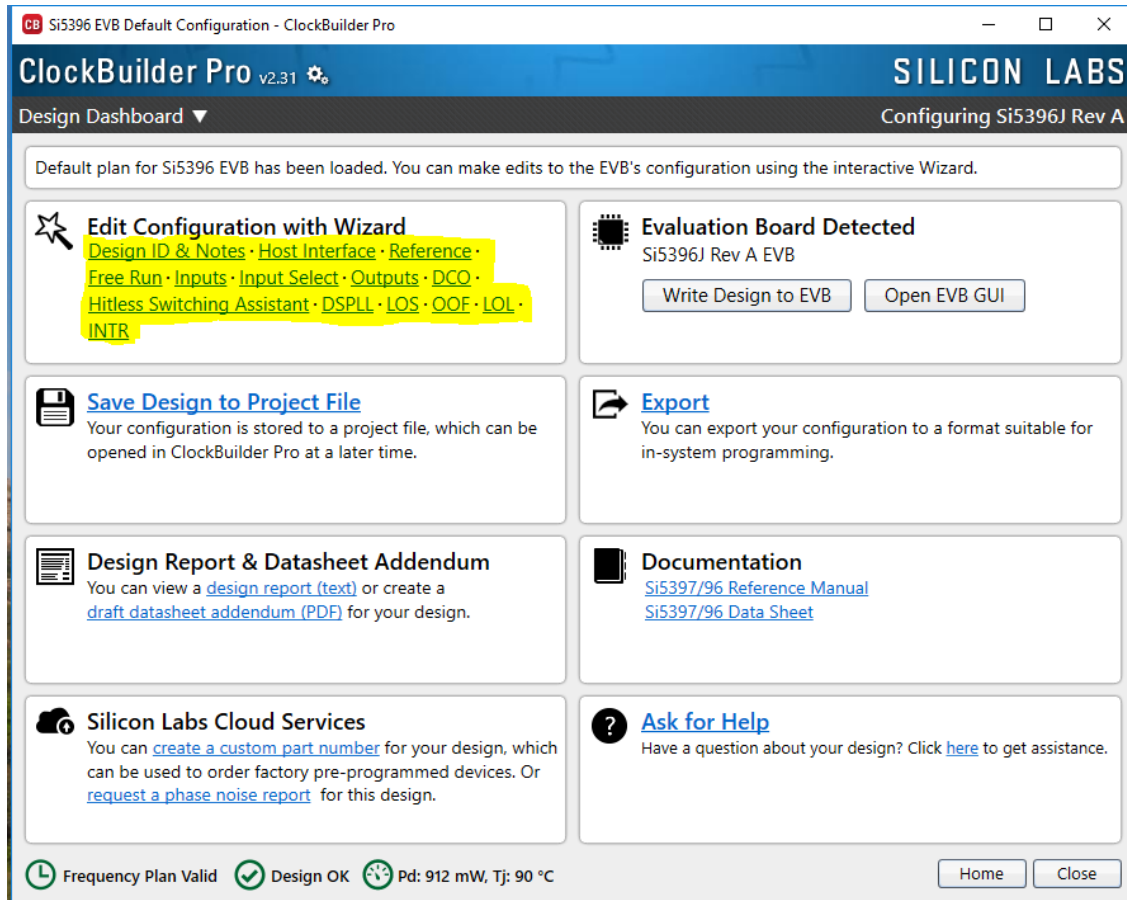 CB Si5396 EVB Default Configuration - ClockBuilder Pro
ClockBuilder Pro v2.31
SILICON LABS
Design Dashboard ▼
Configuring Si5396J Rev A
Default plan for Si5396 EVB has been loaded. You can make edits to the EVB's configuration using the interactive Wizard.
Edit Configuration with Wizard
Design ID & Notes · Host Interface · Reference ·
Free Run · Inputs · Input Select · Outputs · DCO ·
Hitless Switching Assistant · DSPLL · LOS · OOF · LOL ·
INTR
Evaluation Board Detected
Si5396J Rev A EVB
Write Design to EVB
Open EVB GUI
Save Design to Project File
Your configuration is stored to a project file, which can be
opened in ClockBuilder Pro at a later time.
Export
You can export your configuration to a format suitable for
in-system programming.
Design Report & Datasheet Addendum
You can view a design report (text) or create a
draft datasheet addendum (PDF) for your design.
Documentation
Si5397/96 Reference Manual
Si5397/96 Data Sheet
Silicon Labs Cloud Services
You can create a custom part number for your design, which
can be used to order factory pre-programmed devices. Or
request a phase noise report for this design.
Ask for Help
Have a question about your design? Click here to get assistance.
Frequency Plan Valid
Design OK
Pd: 912 mW, Tj: 90 °C
Home
Close